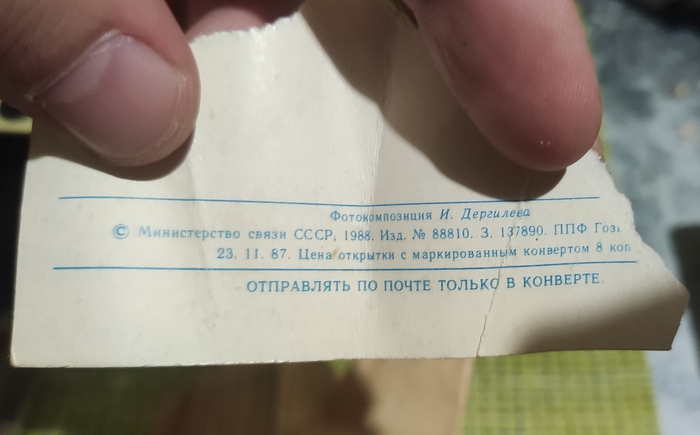 Фотокомпозиция И. Дергилева
© Министерство связи СССР, 1988. Изд. № 88810. З. 137890. ППФ Гозн
23. 11. 87. Цена открытки с маркированным конвертом 8 коп
ОТПРАВЛЯТЬ ПО ПОЧТЕ ТОЛЬКО В КОНВЕРТЕ.